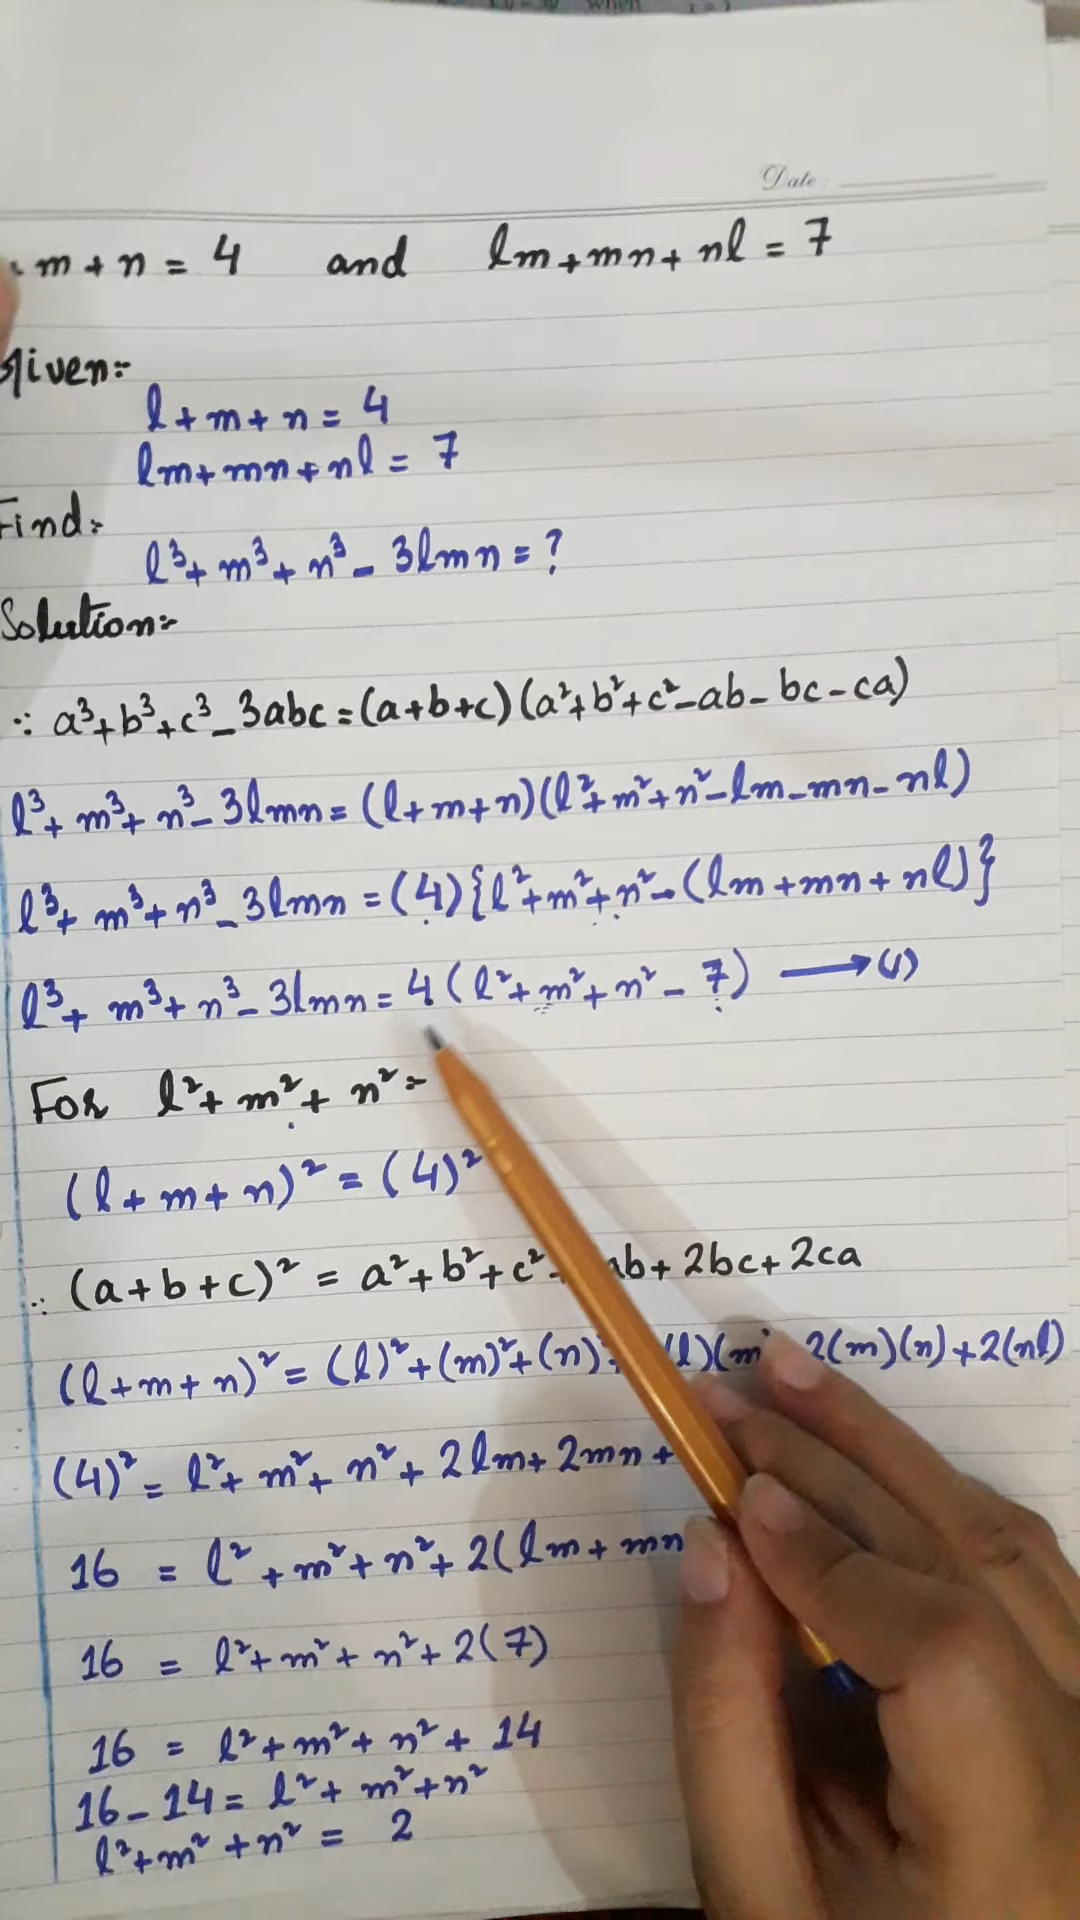 Date
m + n = 4 and lm + mn + nl = 7
Given:-
l + m + n = 4
lm + mn + nl = 7
Find:-
l³ + m³ + n³ - 3lmn = ?
Solution:-
∵ a³ + b³ + c³ - 3abc = (a+b+c)(a²+b²+c²-ab-bc-ca)
l³ + m³ + n³ - 3lmn = (l+m+n)(l²+m²+n²-lm-mn-nl)
l³ + m³ + n³ - 3lmn = (4){l²+m²+n²-(lm+mn+nl)}
l³ + m³ + n³ - 3lmn = 4(l²+m²+n²-7) ⟶(1)
For l² + m² + n² :-
(l + m + n)² = (4)²
∵ (a + b + c)² = a² + b² + c² ab + 2bc + 2ca
(l + m + n)² = (l)² + (m)² + (n) (l)(m 2(m)(n) + 2(nl)
(4)² = l² + m² + n² + 2lm + 2mn +
16 = l² + m² + n² + 2(lm + mn
16 = l² + m² + n² + 2(7)
16 = l² + m² + n² + 14
16 - 14 = l² + m² + n²
l² + m² + n² = 2